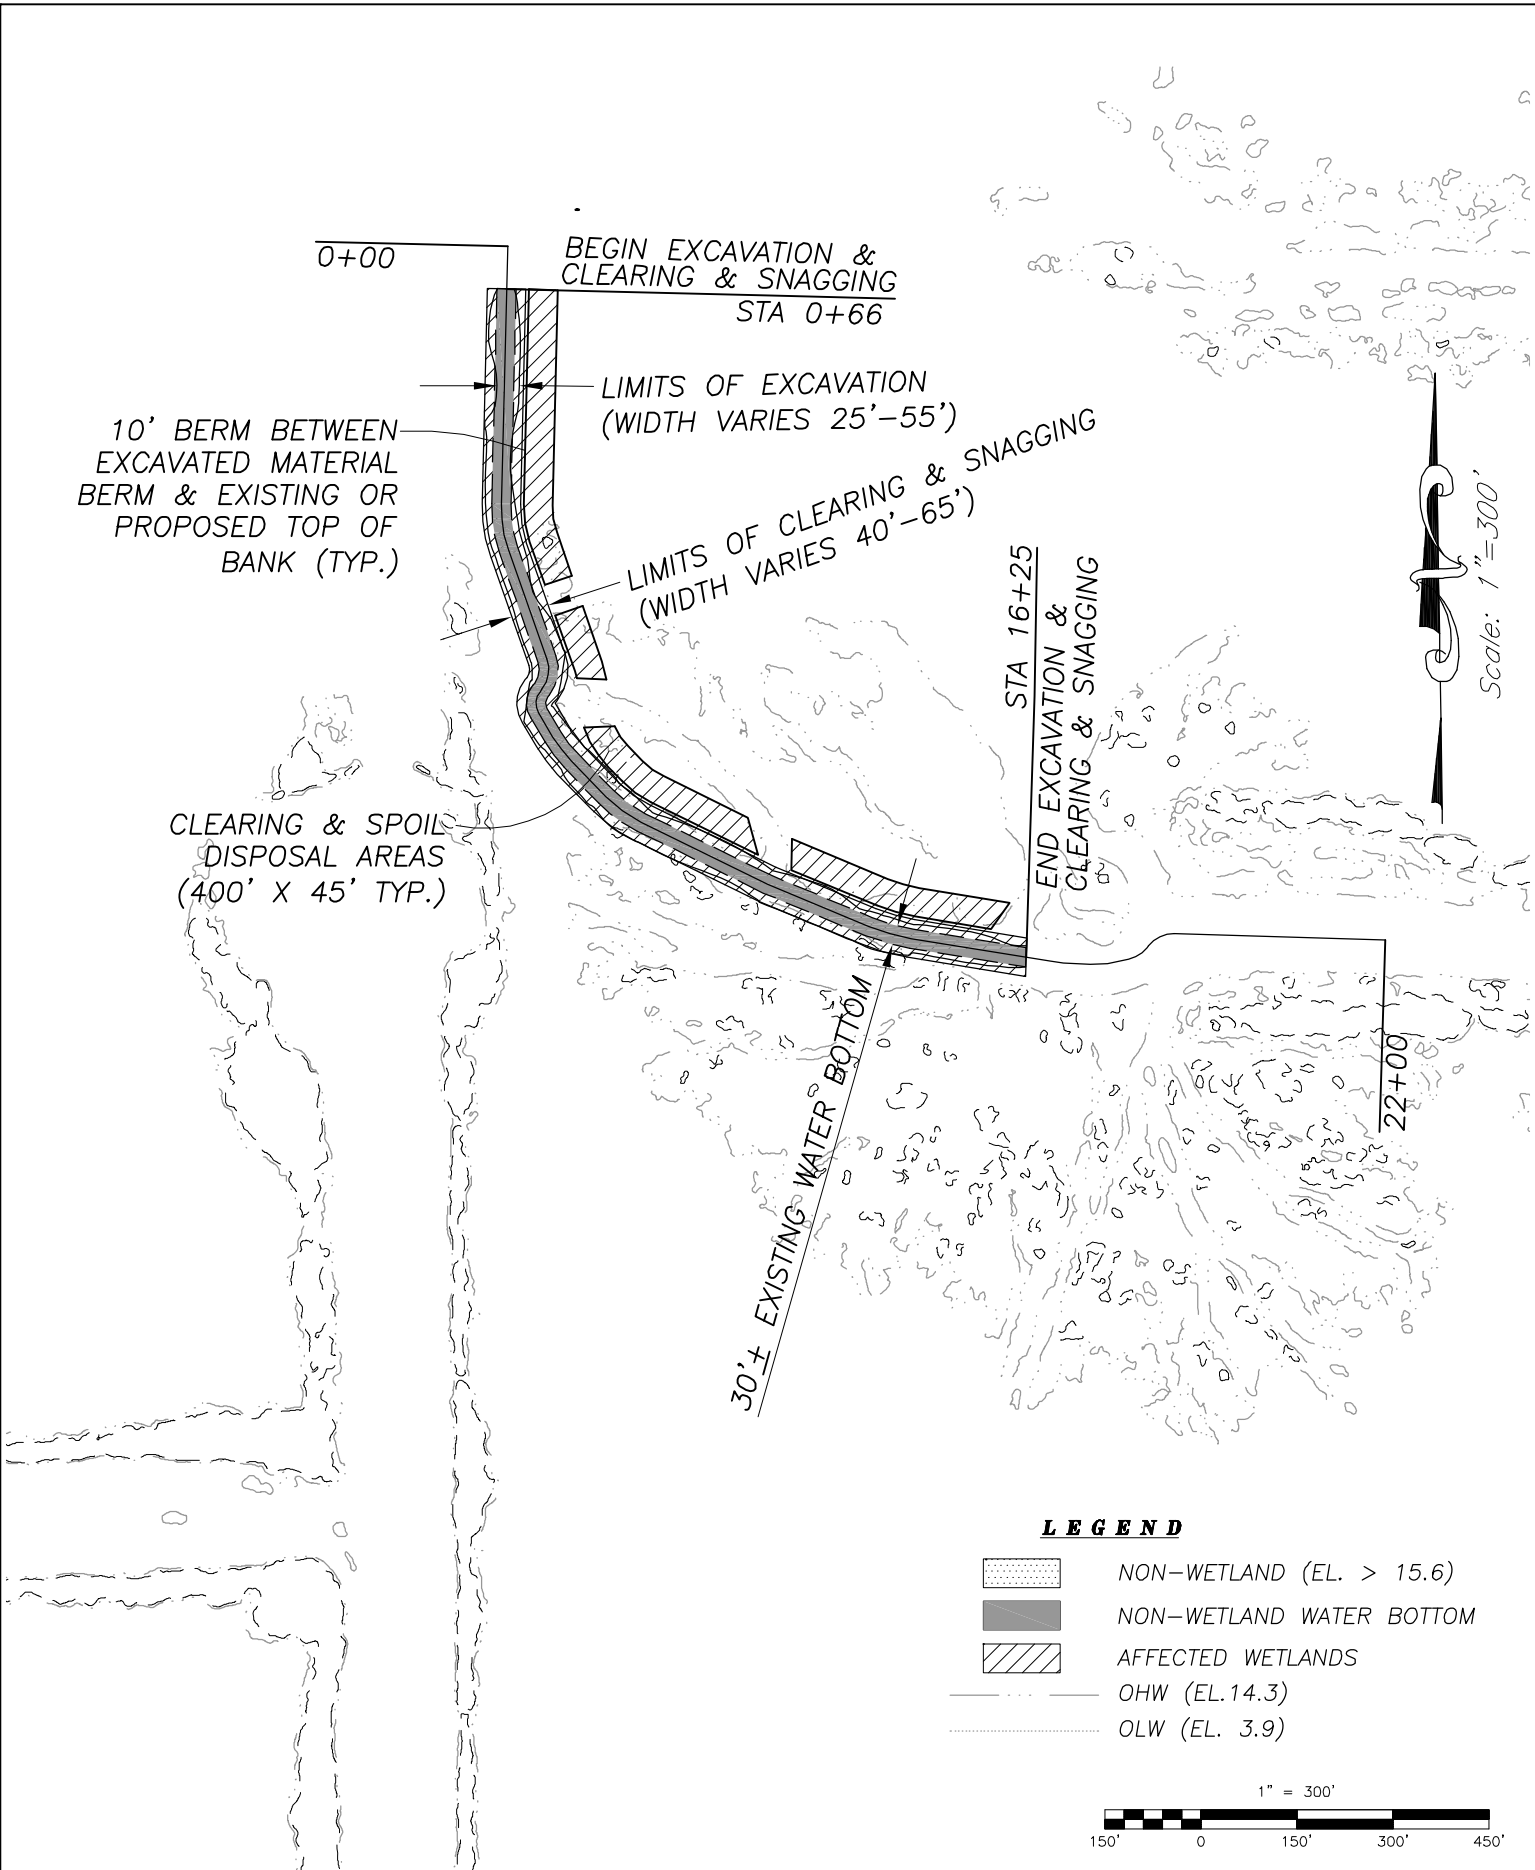 0+00
BEGIN EXCAVATION &
CLEARING & SNAGGING
STA 0+66
LIMITS OF EXCAVATION
(WIDTH VARIES 25'-55')
10' BERM BETWEEN
EXCAVATED MATERIAL
BERM & EXISTING OR
PROPOSED TOP OF
BANK (TYP.)
LIMITS OF CLEARING & SNAGGING
(WIDTH VARIES 40'-65')
STA 16+25
END EXCAVATION &
CLEARING & SNAGGING
Scale: 1"=300'
CLEARING & SPOIL
DISPOSAL AREAS
(400' X 45' TYP.)
30'± EXISTING WATER BOTTOM
22+00
LEGEND
NON-WETLAND (EL. > 15.6)
NON-WETLAND WATER BOTTOM
AFFECTED WETLANDS
OHW (EL.14.3)
OLW (EL. 3.9)
1" = 300'
150' 0 150' 300' 450'